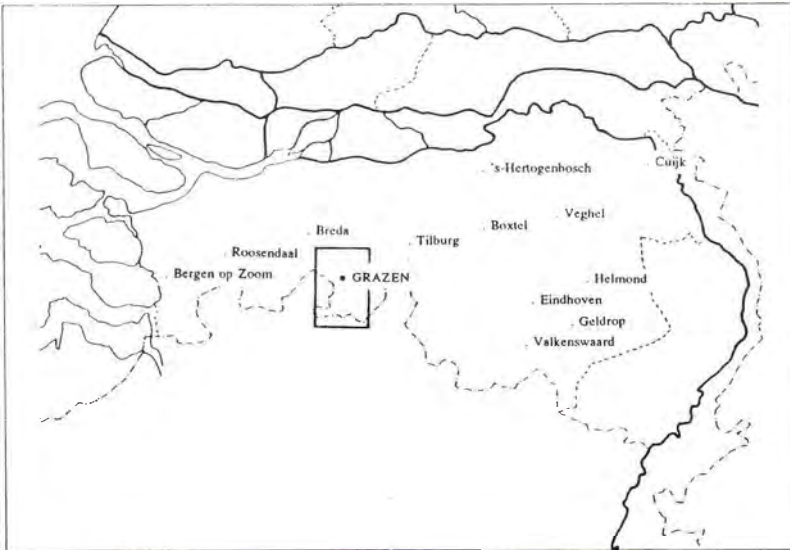 's-Hertogenbosch
Cuijk
Breda
Tilburg
Boxtel
Veghel
Roosendaal
Bergen op Zoom
GRAZEN
Helmond
Eindhoven
Geldrop
Valkenswaard